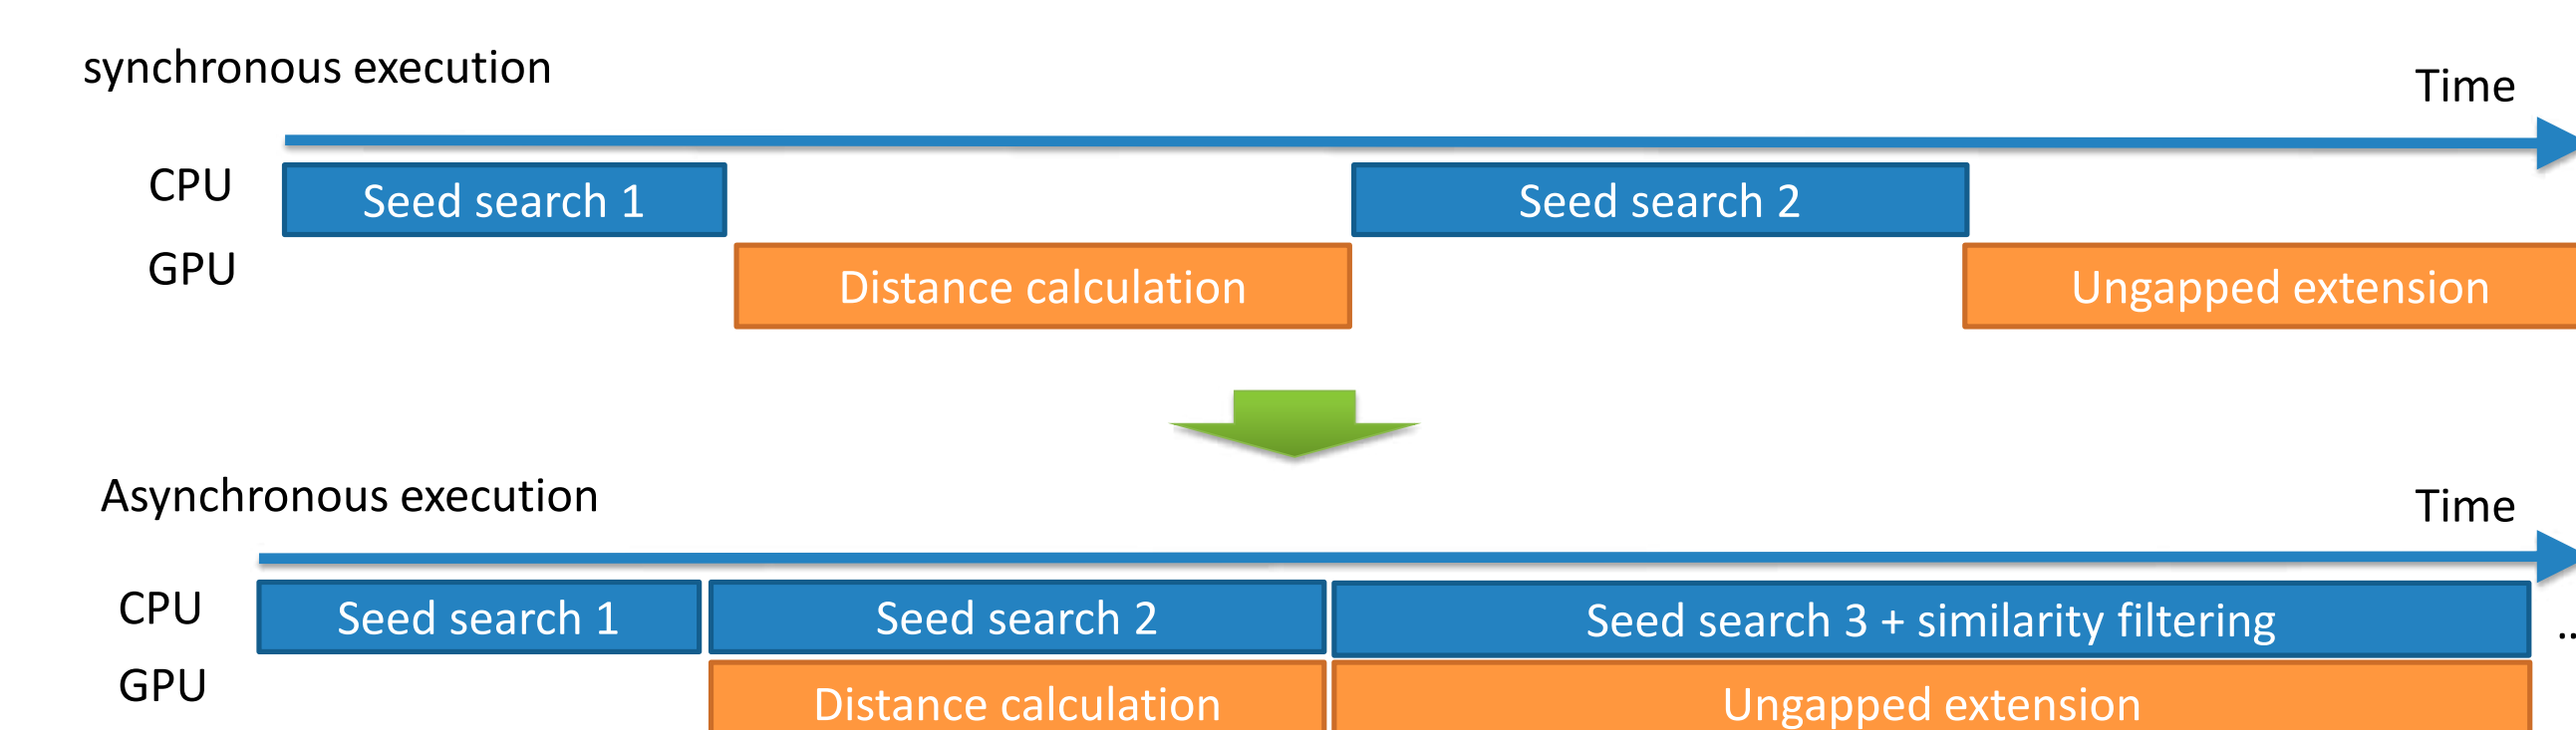 synchronous execution
Time
CPU
Seed search 1
Seed search 2
GPU
Distance calculation
Ungapped extension
Asynchronous execution
Time
CPU
Seed search 1
Seed search 2
Seed search 3 + similarity filtering
..
GPU
Distance calculation
Ungapped extension